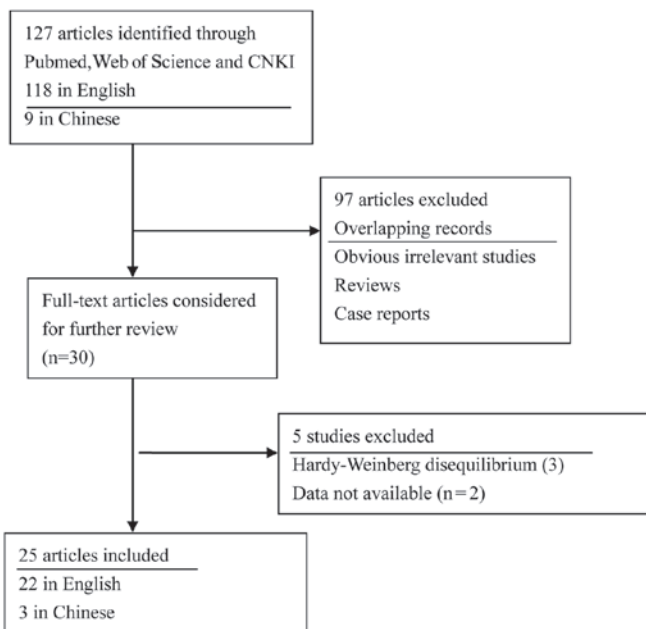 127 articles identified through
Pubmed,Web of Science and CNKI
118 in English
9 in Chinese
97 articles excluded
Overlapping records
Obvious irrelevant studies
Reviews
Case reports
Full-text articles considered
for further review
(n=30)
5 studies excluded
Hardy-Weinberg disequilibrium (3)
Data not available (n=2)
25 articles included
22 in English
3 in Chinese